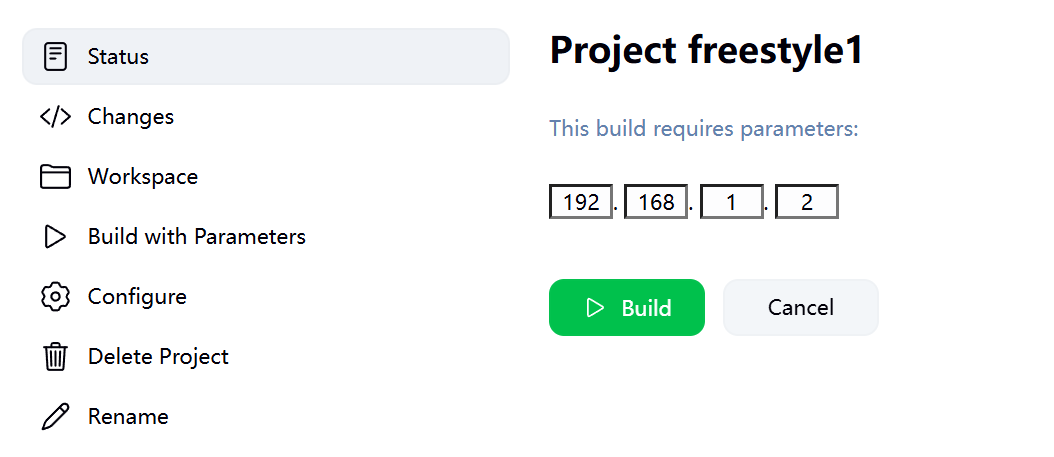 Status
Changes
Workspace
Build with Parameters
Configure
Delete Project
Rename
Project freestyle1
This build requires parameters:
192. 168. 1. 2
Build
Cancel